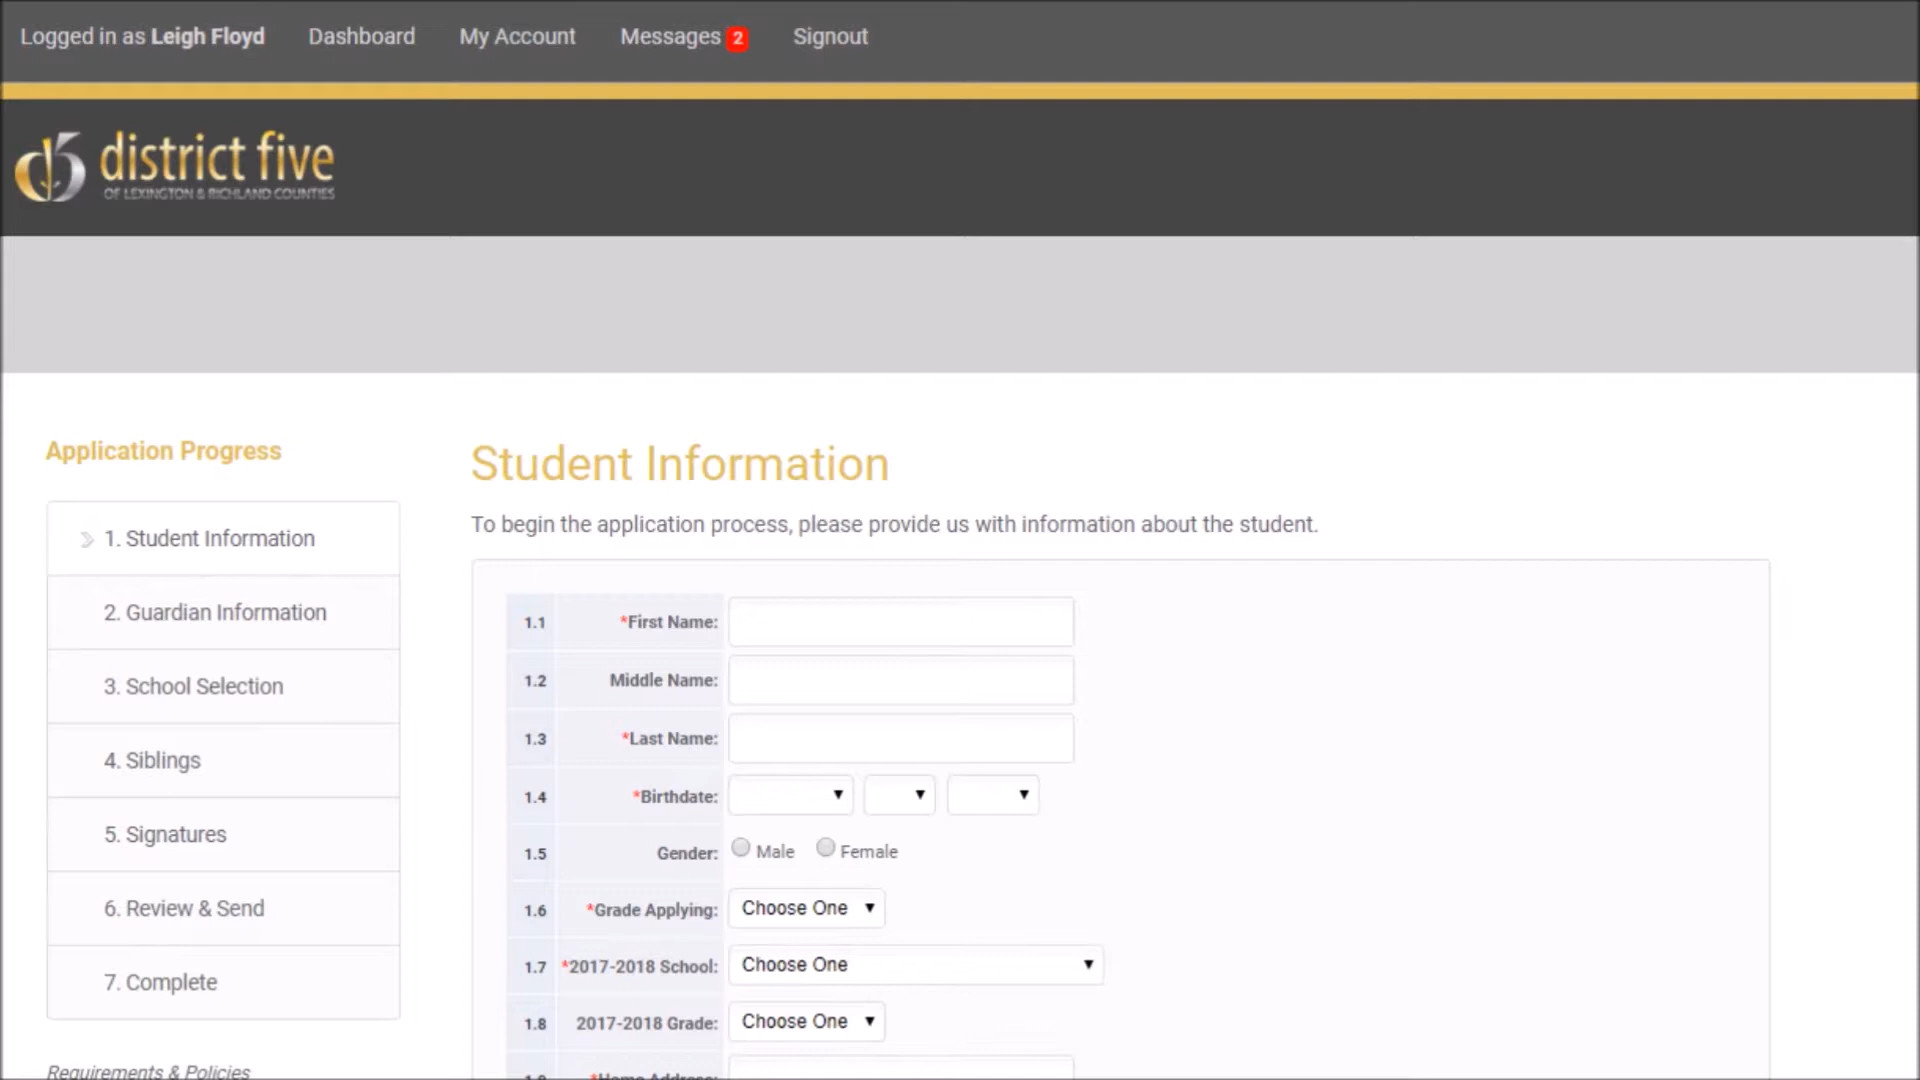 Logged in as Leigh Floyd Dashboard My Account Messages 2 Signout
district five
OF LEXINGTON & RICHLAND COUNTIES
Application Progress
1. Student Information
2. Guardian Information
3. School Selection
4. Siblings
5. Signatures
6. Review & Send
7. Complete
Requirements & Policies
Student Information
To begin the application process, please provide us with information about the student.
1.1 *First Name:
1.2 Middle Name:
1.3 *Last Name:
1.4 *Birthdate:
1.5 Gender: Male Female
1.6 *Grade Applying: Choose One
1.7 *2017-2018 School: Choose One
1.8 2017-2018 Grade: Choose One
1.9 *Home Address: